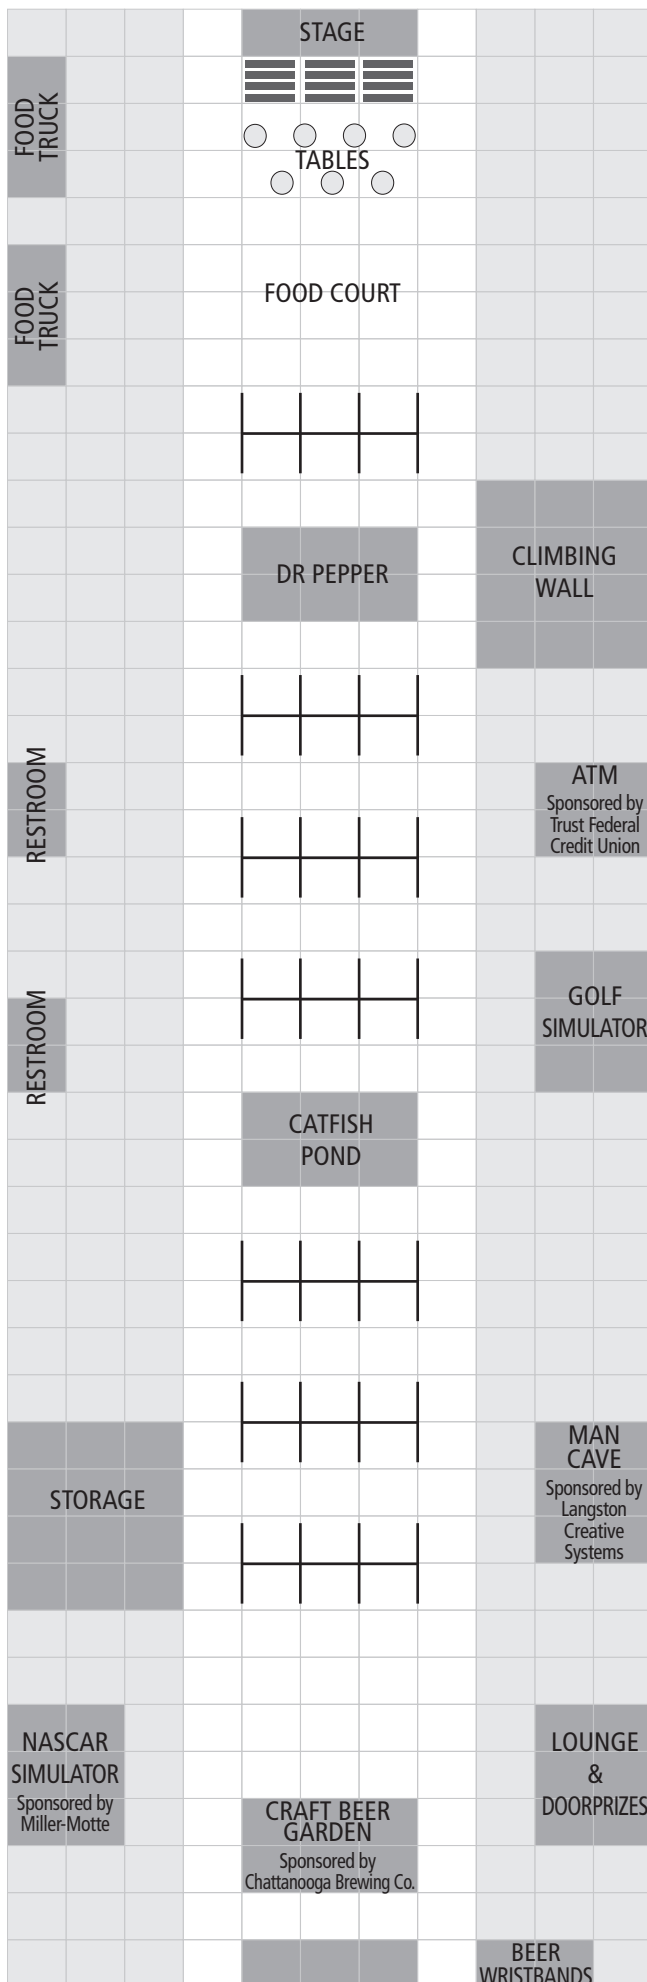 STAGE
FOOD
TRUCK
TABLES
FOOD
TRUCK
FOOD COURT
DR PEPPER
CLIMBING
WALL
RESTROOM
ATM
Sponsored by
Trust Federal
Credit Union
RESTROOM
GOLF
SIMULATOR
CATFISH
POND
STORAGE
MAN
CAVE
Sponsored by
Langston
Creative
Systems
NASCAR
SIMULATOR
Sponsored by
Miller-Motte
LOUNGE
&
DOORPRIZES
CRAFT BEER
GARDEN
Sponsored by
Chattanooga Brewing Co.
BEER
WRISTBANDS